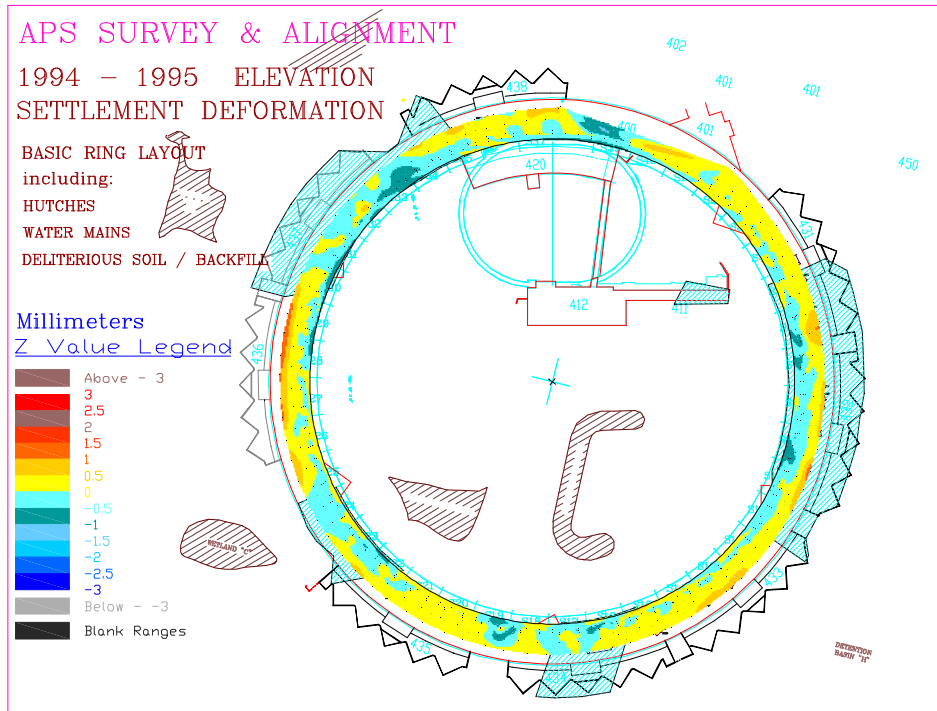 APS SURVEY & ALIGNMENT
1994 - 1995 ELEVATION
SETTLEMENT DEFORMATION
BASIC RING LAYOUT
including:
HUTCHES
WATER MAINS
DELITERIOUS SOIL / BACKFILL
Millimeters
Z Value Legend
Above - 3
3
2.5
2
1.5
1
0.5
0
-0.5
-1
-1.5
-2
-2.5
-3
Below - -3
Blank Ranges
402
401
401
401
400
450
438
420
431
412
411
436
433
435
434
WETLAND "C"
DETENTION
BASIN "H"